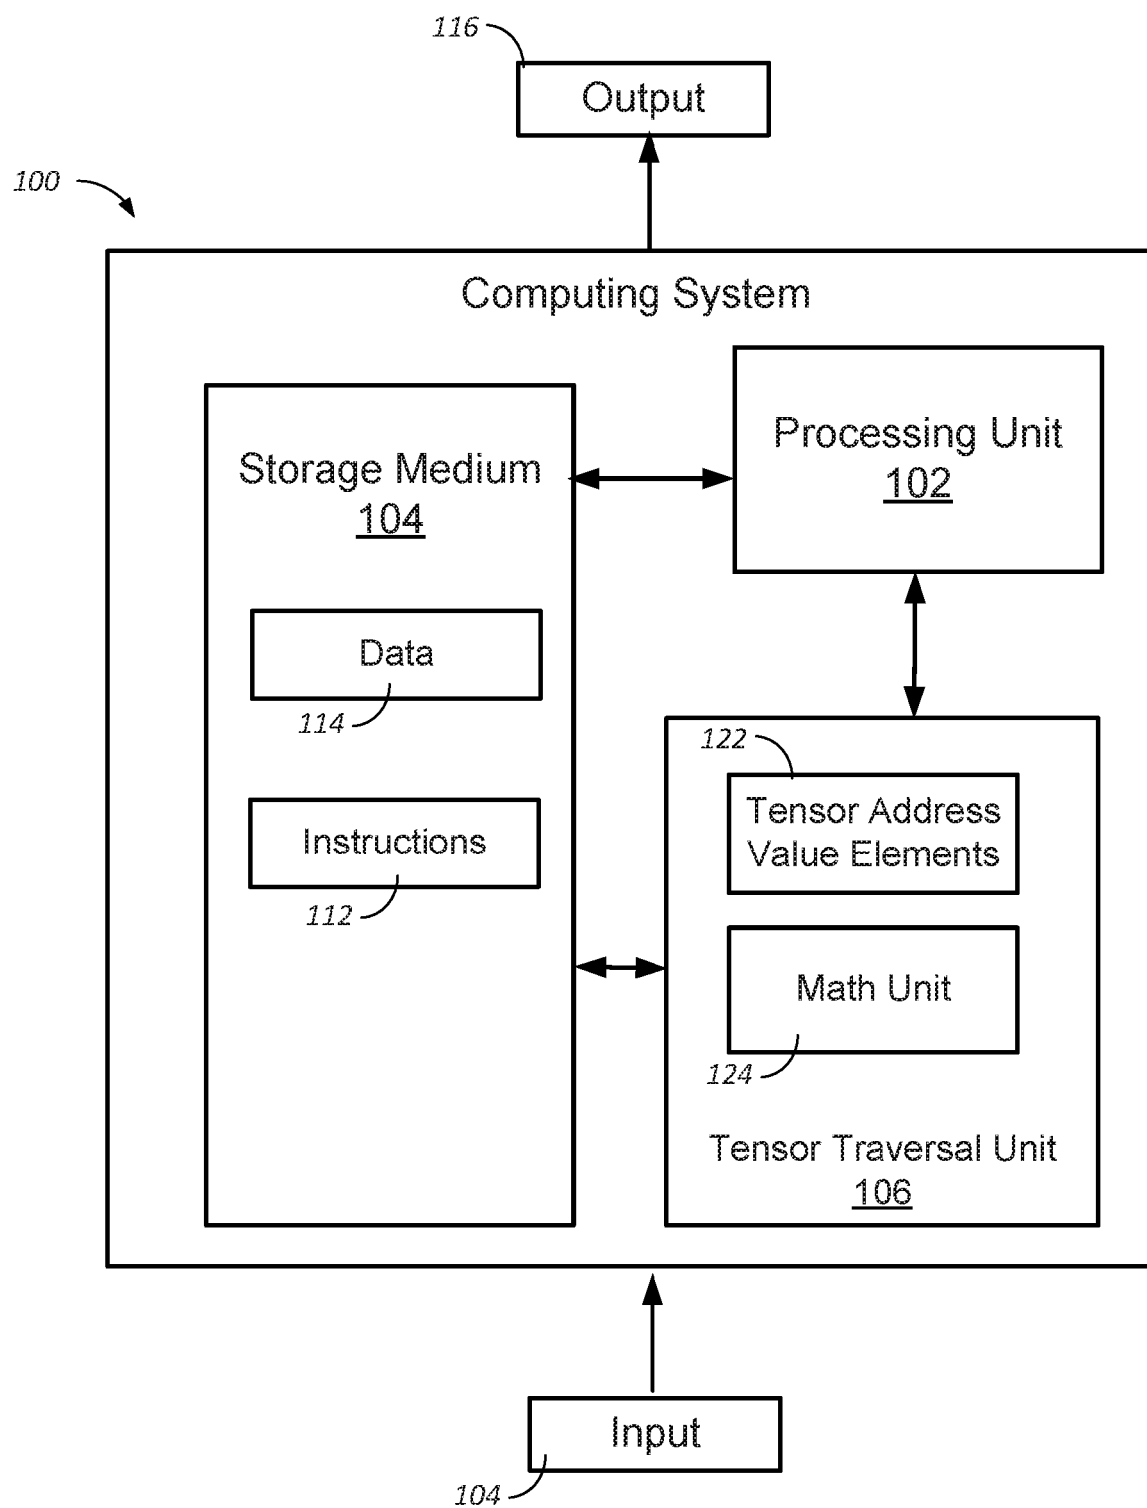 116
Output
100
Computing System
Processing Unit
102
Storage Medium
104
Data
114
122
Tensor Address
Value Elements
Instructions
112
Math Unit
124
Tensor Traversal Unit
106
Input
104